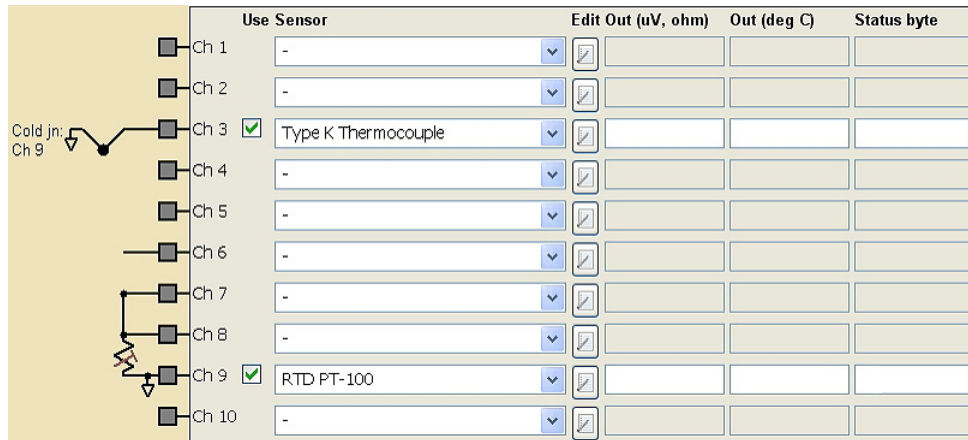 Use Sensor Edit Out (uV, ohm) Out (deg C) Status byte
Ch 1 -
Ch 2 -
Cold jn: Ch 9
Ch 3 Type K Thermocouple
Ch 4 -
Ch 5 -
Ch 6 -
Ch 7 -
Ch 8 -
Ch 9 RTD PT-100
Ch 10 -